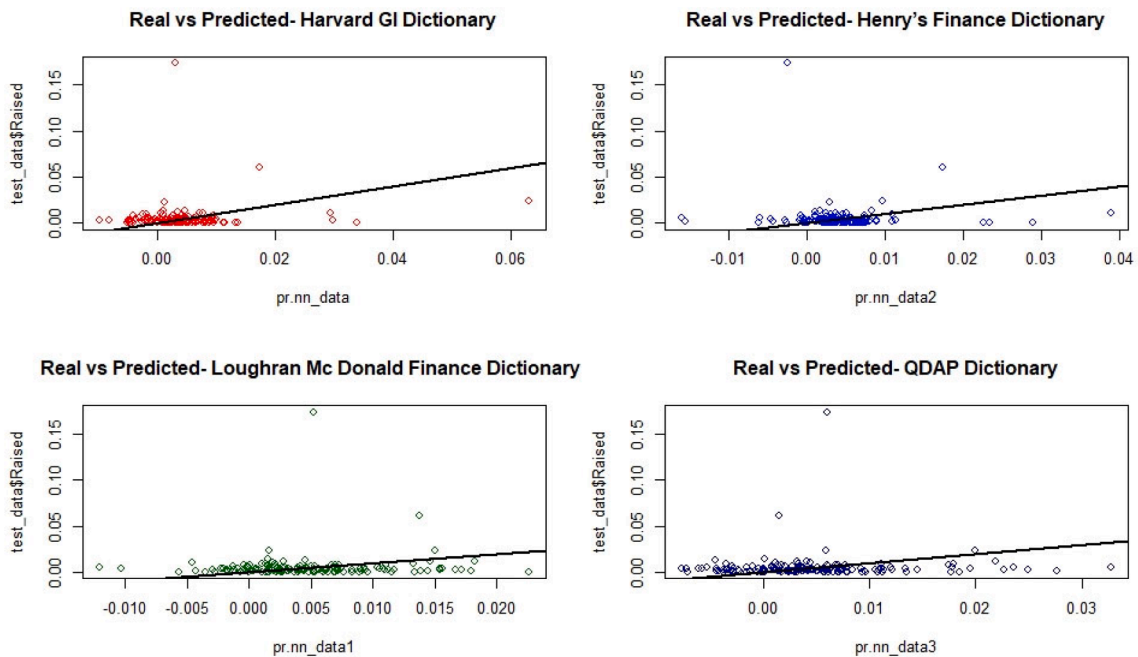 Real vs Predicted- Harvard GI Dictionary
test_data$Raised
0.00 0.05 0.10 0.15
0.00 0.02 0.04 0.06
pr.nn_data
Real vs Predicted- Henry's Finance Dictionary
test_data$Raised
0.00 0.05 0.10 0.15
-0.01 0.00 0.01 0.02 0.03 0.04
pr.nn_data2
Real vs Predicted- Loughran Mc Donald Finance Dictionary
test_data$Raised
0.00 0.05 0.10 0.15
-0.010 -0.005 0.000 0.005 0.010 0.015 0.020
pr.nn_data1
Real vs Predicted- QDAP Dictionary
test_data$Raised
0.00 0.05 0.10 0.15
0.00 0.01 0.02 0.03
pr.nn_data3